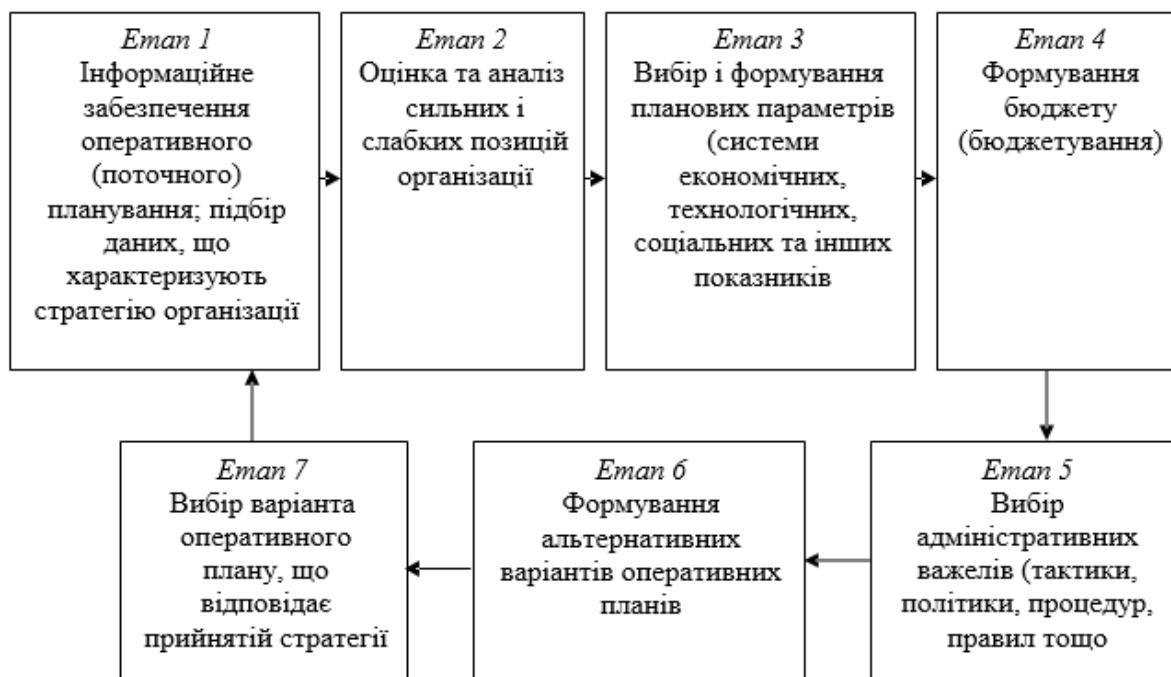 Етап 1
Інформаційне
забезпечення
оперативного
(поточного)
планування; підбір
даних, що
характеризують
стратегію організації
Етап 2
Оцінка та аналіз
сильних і
слабких позицій
організації
Етап 3
Вибір і формування
планових параметрів
(системи
економічних,
технологічних,
соціальних та інших
показників
Етап 4
Формування
бюджету
(бюджетування)
Етап 5
Вибір
адміністративних
важелів (тактики,
політики, процедур,
правил тощо
Етап 6
Формування
альтернативних
варіантів оперативних
планів
Етап 7
Вибір варіанта
оперативного
плану, що
відповідає
прийнятій стратегії